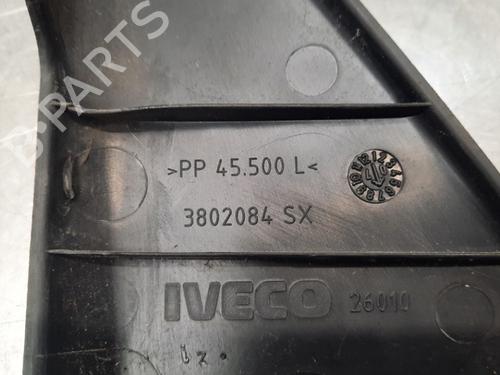 B-PARTS
>PP 45.500 L<
3802084 SX
IVECO 26010